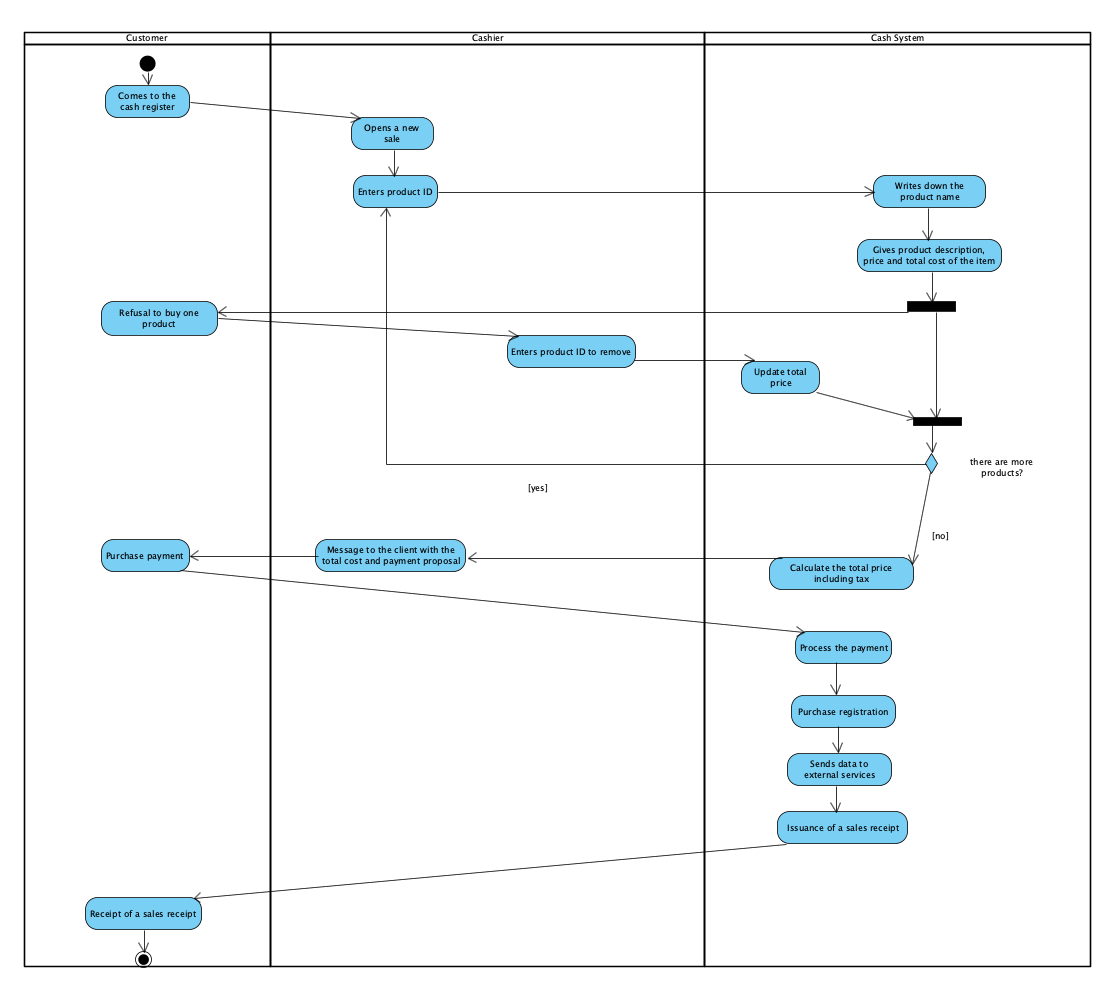 Customer
Cashier
Cash System
Comes to the
cash register
Opens a new
sale
Enters product ID
Writes down the
product name
Gives product description,
price and total cost of the item
Refusal to buy one
product
Enters product ID to remove
Update total
price
there are more
products?
[yes]
[no]
Purchase payment
Message to the client with the
total cost and payment proposal
Calculate the total price
including tax
Process the payment
Purchase registration
Sends data to
external services
Issuance of a sales receipt
Receipt of a sales receipt